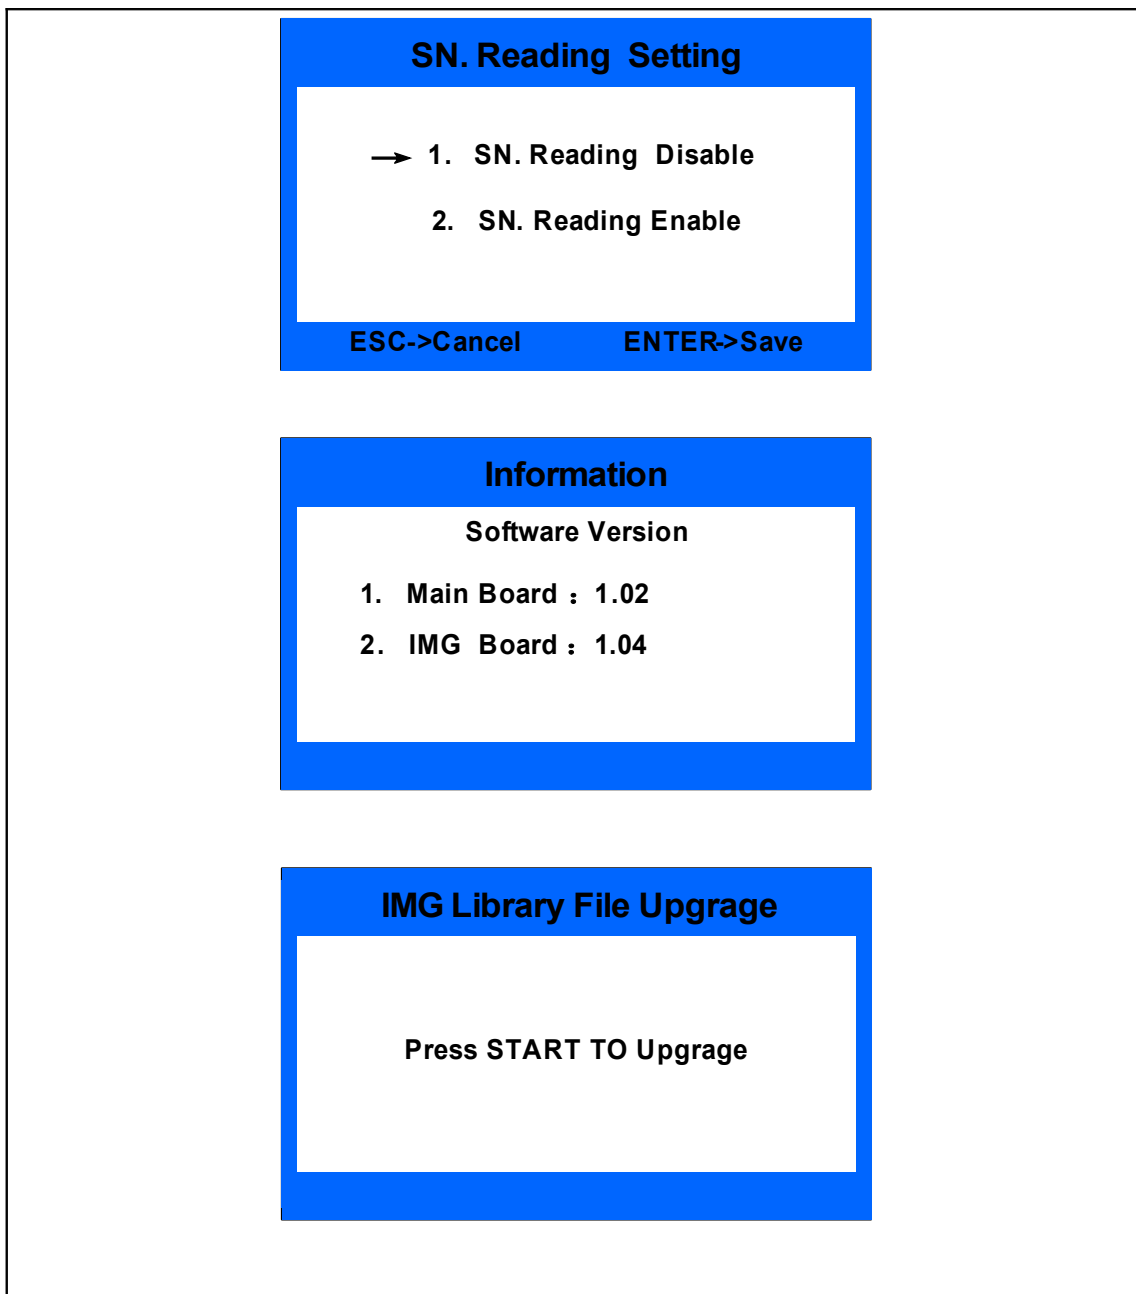 SN. Reading Setting
→ 1. SN. Reading Disable
2. SN. Reading Enable
ESC->Cancel ENTER->Save
Information
Software Version
1. Main Board：1.02
2. IMG Board：1.04
IMG Library File Upgrage
Press START TO Upgrage